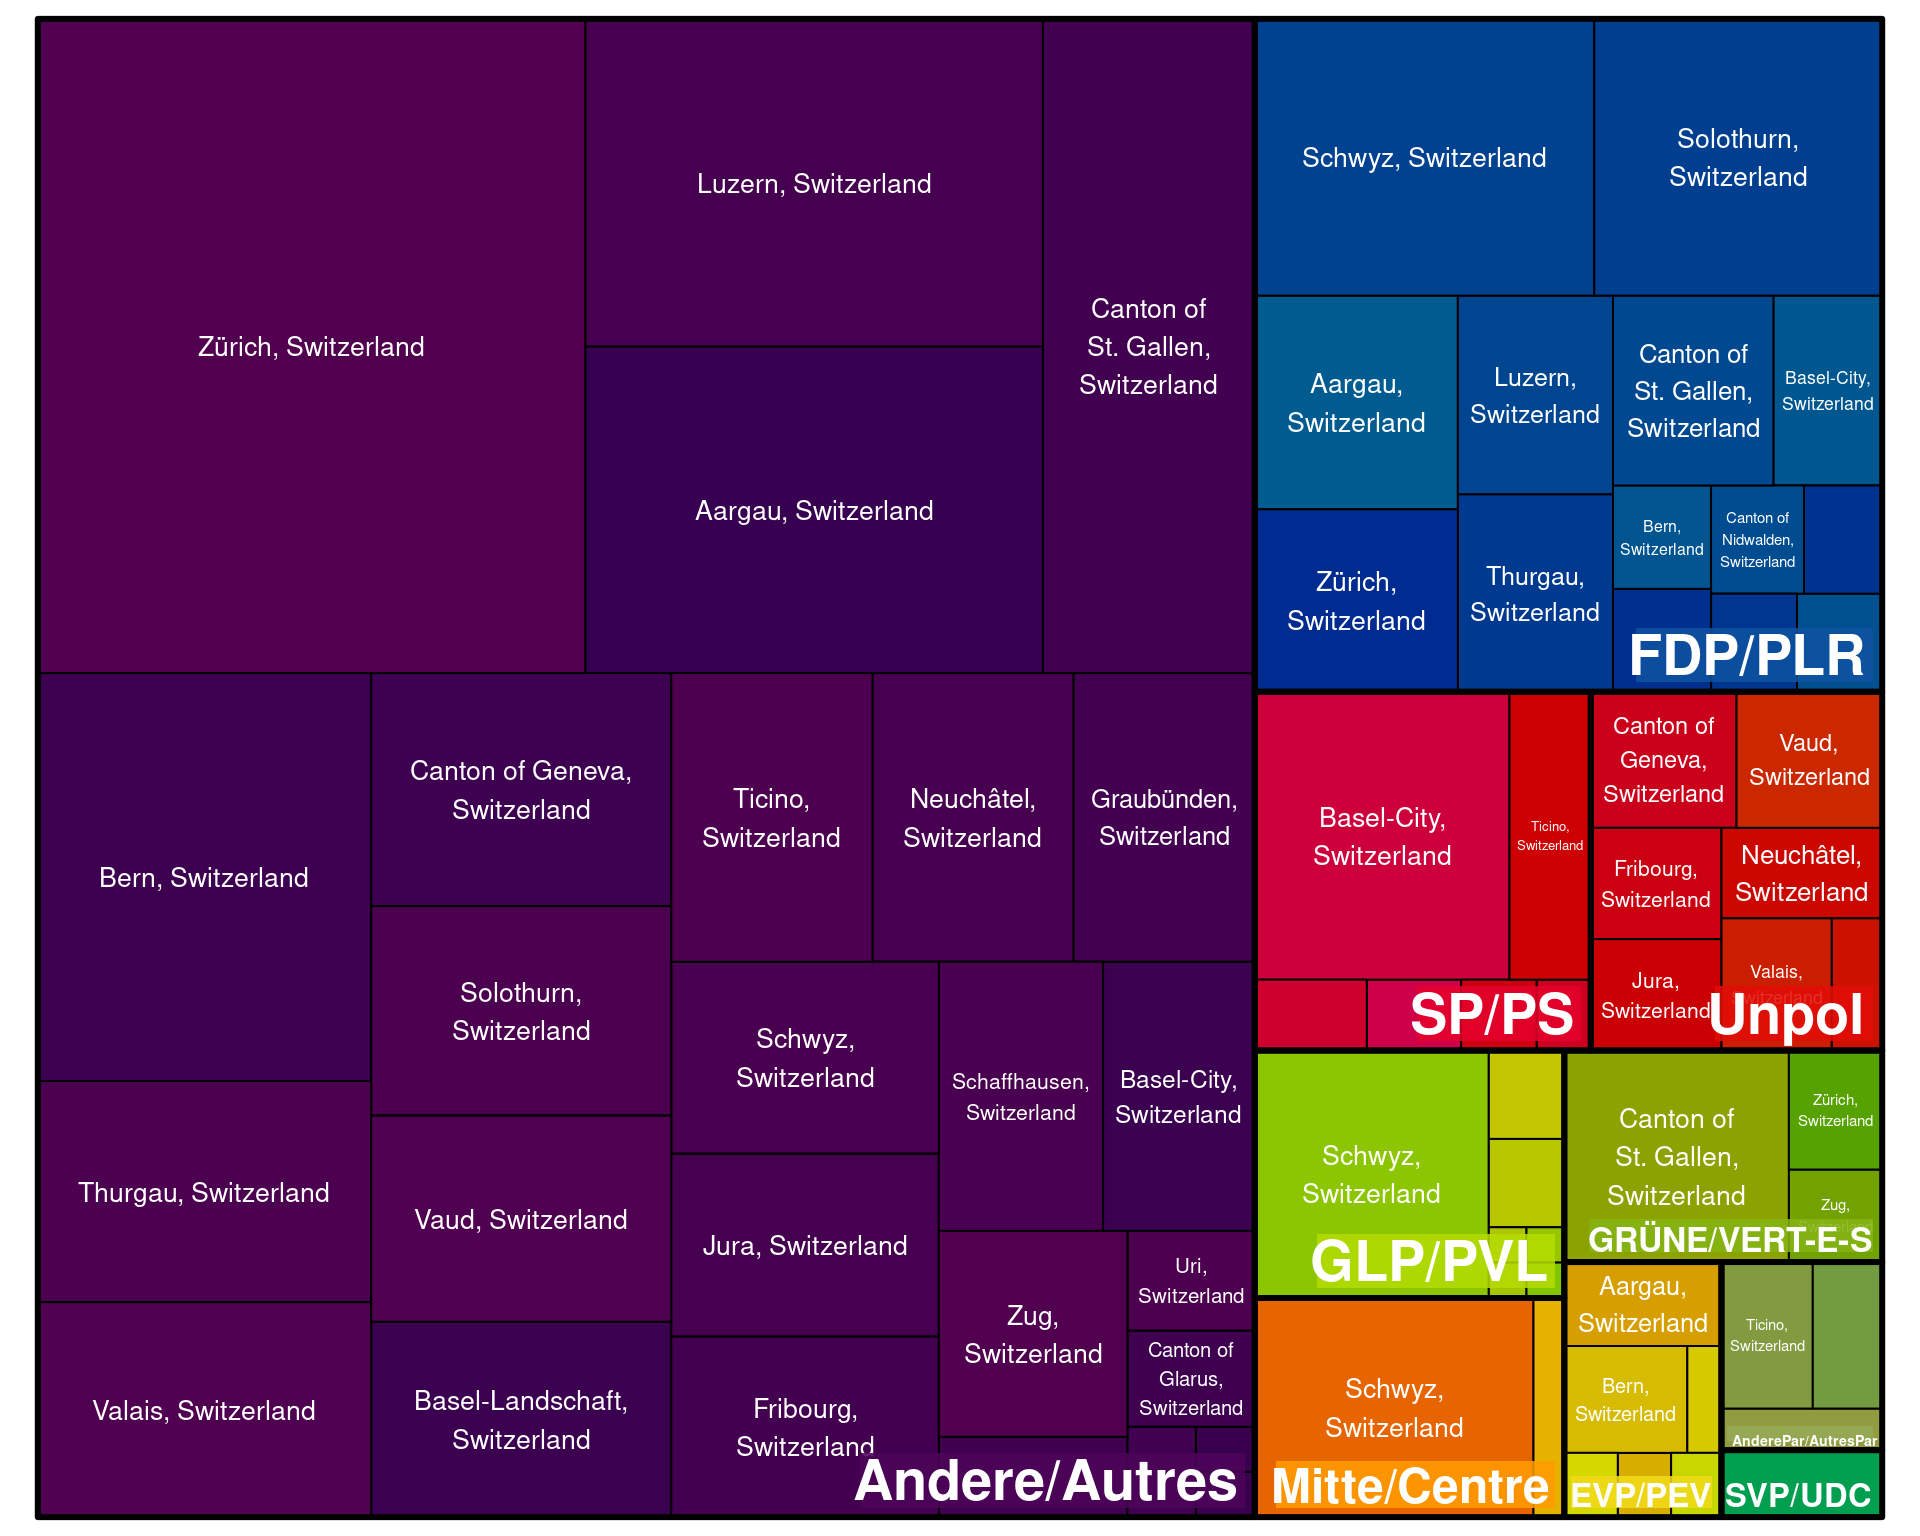 Zürich, Switzerland
Luzern, Switzerland
Aargau, Switzerland
Canton of
St. Gallen,
Switzerland
Bern, Switzerland
Thurgau, Switzerland
Valais, Switzerland
Canton of Geneva,
Switzerland
Solothurn,
Switzerland
Vaud, Switzerland
Basel-Landschaft,
Switzerland
Ticino,
Switzerland
Neuchâtel,
Switzerland
Graubünden,
Switzerland
Schwyz,
Switzerland
Jura, Switzerland
Fribourg,
Switzerland
Schaffhausen,
Switzerland
Basel-City,
Switzerland
Zug,
Switzerland
Uri,
Switzerland
Canton of
Glarus,
Switzerland
Andere/Autres
Schwyz, Switzerland
Solothurn,
Switzerland
Aargau,
Switzerland
Zürich,
Switzerland
Luzern,
Switzerland
Thurgau,
Switzerland
Canton of
St. Gallen,
Switzerland
Basel-City,
Switzerland
Bern,
Switzerland
Canton of
Nidwalden,
Switzerland
FDP/PLR
Basel-City,
Switzerland
Ticino,
Switzerland
SP/PS
Canton of
Geneva,
Switzerland
Vaud,
Switzerland
Fribourg,
Switzerland
Neuchâtel,
Switzerland
Jura,
Switzerland
Valais,
Switzerland
Unpol
Schwyz,
Switzerland
GLP/PVL
Canton of
St. Gallen,
Switzerland
Zürich,
Switzerland
Zug,
Switzerland
GRÜNE/VERT-E-S
Schwyz,
Switzerland
Mitte/Centre
Aargau,
Switzerland
Bern,
Switzerland
EVP/PEV
Ticino,
Switzerland
AnderePar/AutresPar
SVP/UDC